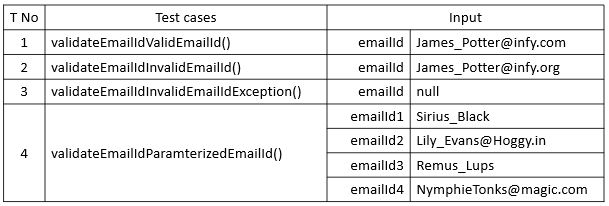 T No Test cases Input
1 validateEmailIdValidEmailId() emailId James_Potter@infy.com
2 validateEmailIdInvalidEmailId() emailId James_Potter@infy.org
3 validateEmailIdInvalidEmailIdException() emailId null
4 validateEmailIdParamterizedEmailId() emailId1 Sirius_Black
emailId2 Lily_Evans@Hoggy.in
emailId3 Remus_Lups
emailId4 NymphieTonks@magic.com